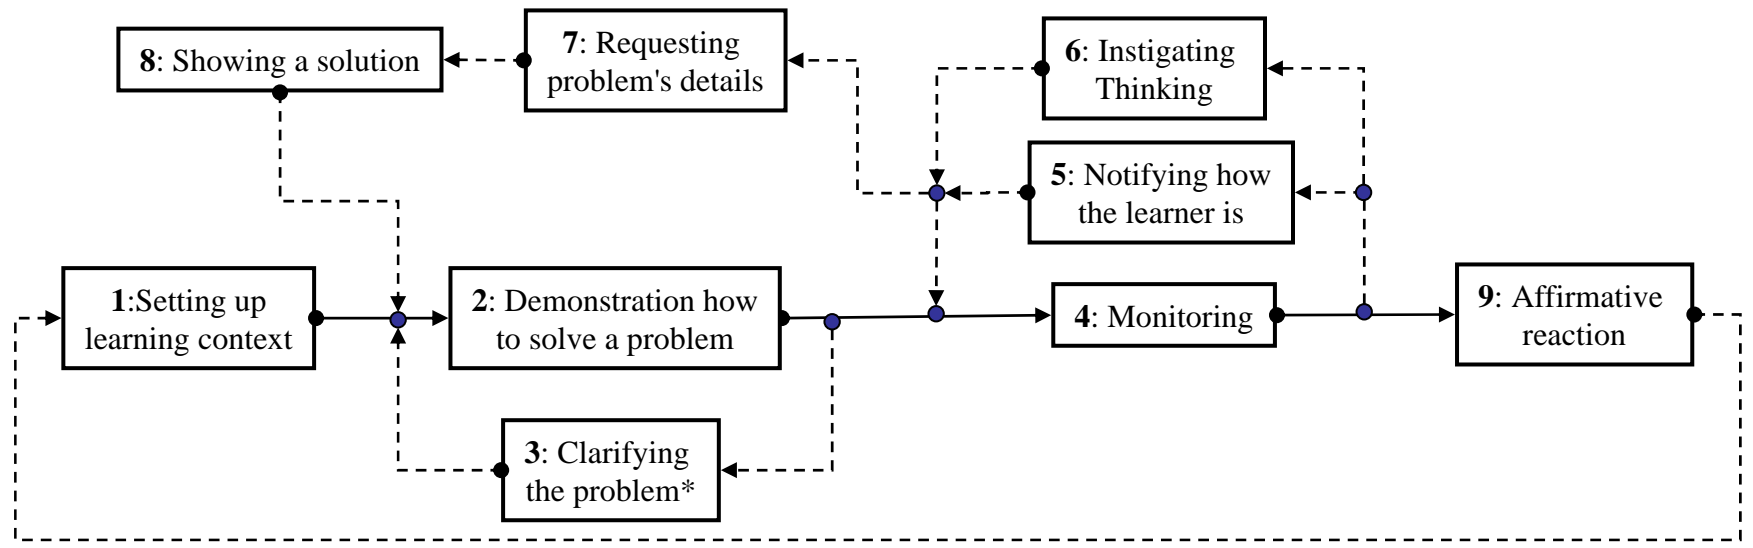 8: Showing a solution
7: Requesting
problem's details
6: Instigating
Thinking
5: Notifying how
the learner is
1:Setting up
learning context
2: Demonstration how
to solve a problem
4: Monitoring
9: Affirmative
reaction
3: Clarifying
the problem*